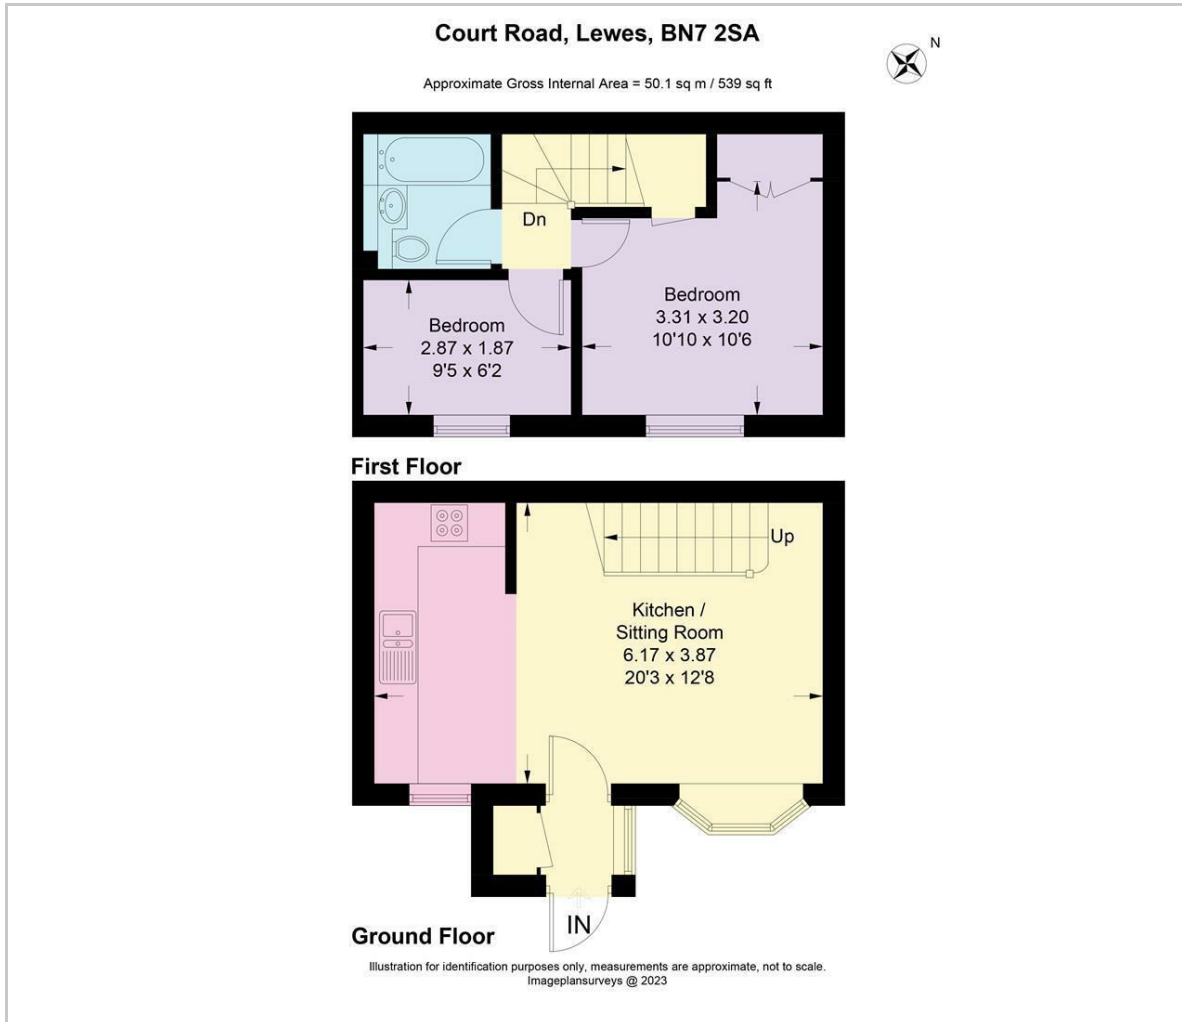 Court Road, Lewes, BN7 2SA
N
Approximate Gross Internal Area = 50.1 sq m / 539 sq ft
Dn
Bedroom
2.87 x 1.87
9'5 x 6'2
Bedroom
3.31 x 3.20
10'10 x 10'6
First Floor
Up
Kitchen /
Sitting Room
6.17 x 3.87
20'3 x 12'8
IN
Ground Floor
Illustration for identification purposes only, measurements are approximate, not to scale.
Imageplansurveys @ 2023